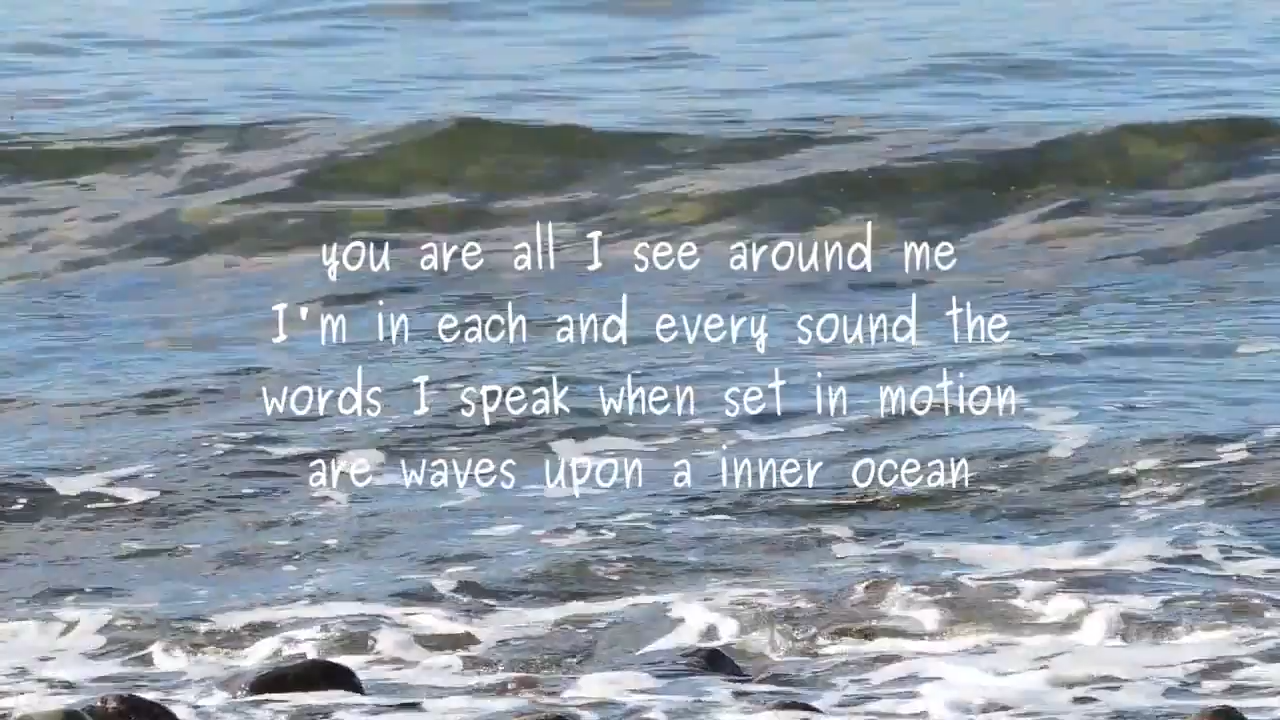 you are all I see around me
I'm in each and every sound the
words I speak when set in motion
are waves upon a inner ocean